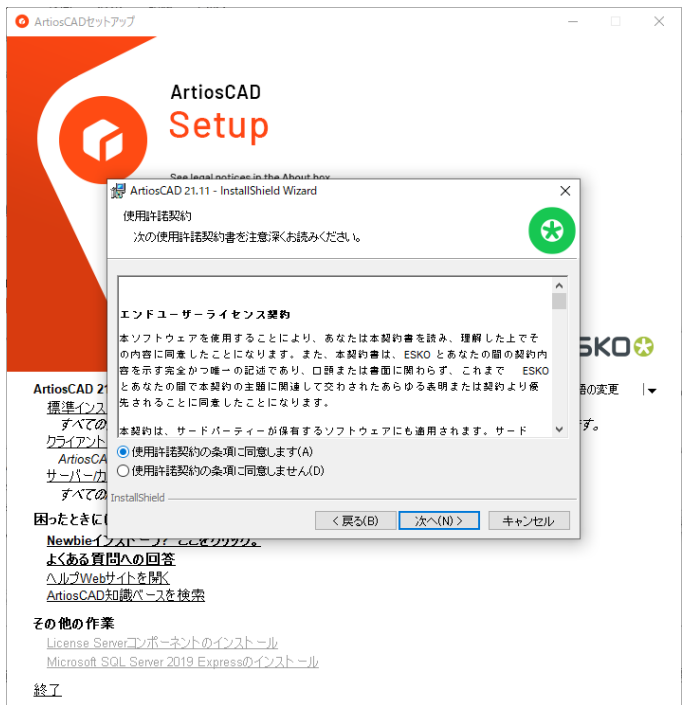 ArtiosCADセットアップ
ArtiosCAD
Setup
See legal notices in the About box
ArtiosCAD 21.11 - InstallShield Wizard
使用許諾契約
次の使用許諾契約書を注意深くお読みください。
エンドユーザーライセンス契約
本ソフトウェアを使用することにより、あなたは本契約書を読み、理解した上でそ
の内容に同意したことになります。また、本契約書は、ESKO とあなたの間の契約内
容を示す完全かつ唯一の記述であり、口頭または書面に関わらず、これまで ESKO
とあなたの間で本契約の主題に関連して交わされたあらゆる表明または契約より優
先されることに同意したことになります。
本契約は、サードパーティーが保有するソフトウェアにも適用されます。サード
使用許諾契約の条項に同意します(A)
使用許諾契約の条項に同意しません(D)
InstallShield
< 戻る(B)
次へ(N) >
キャンセル
SKO
ArtiosCAD 21
の変更
標準インス
すべての
す。
クライアント
ArtiosCA
サーバーカ
すべての
困ったときに
Newbieインストーラ? ここをクリック。
よくある質問への回答
ヘルプWebサイトを開く
ArtiosCAD知識ベースを検索
その他の作業
License Serverコンポーネントのインストール
Microsoft SQL Server 2019 Expressのインストール
終了